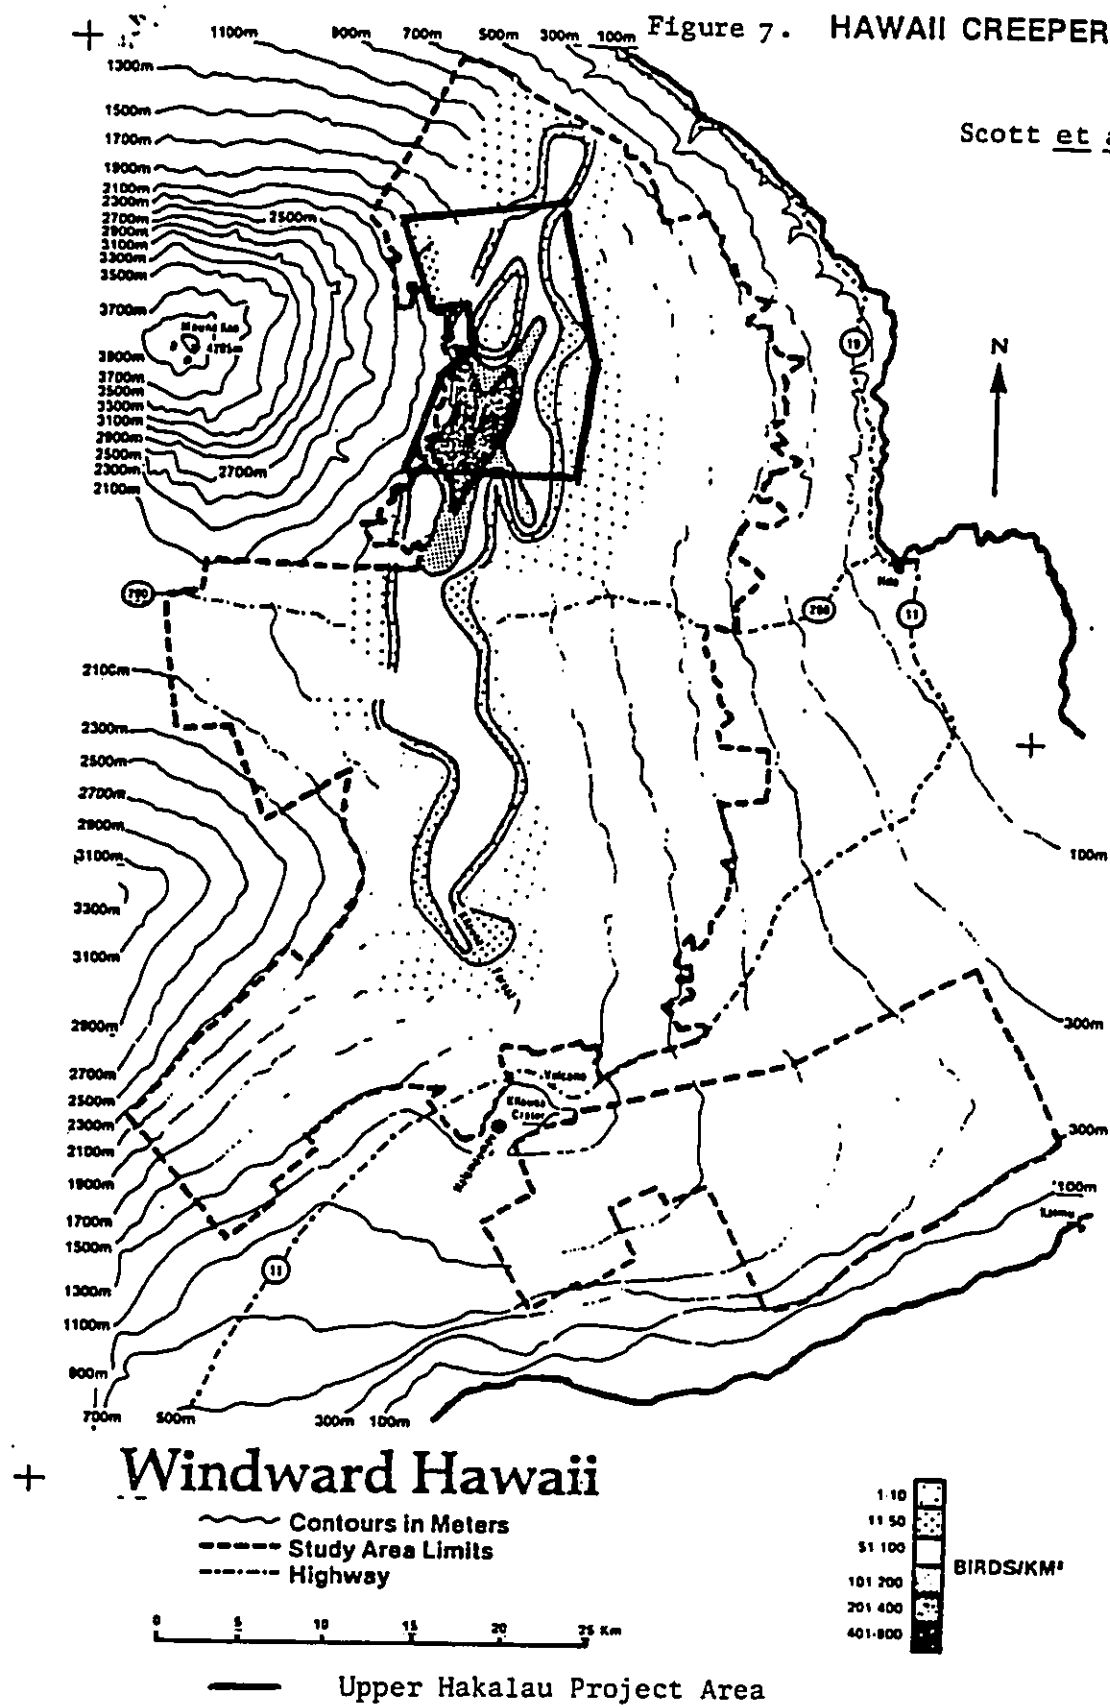 Figure 7. HAWAII CREEPER
Scott et a
1100m 900m 700m 500m 300m 100m
1300m
1500m
1700m
1900m
2100m
2300m
2700m 2500m
2900m
3100m
3300m
3500m
3700m
Mauna Kea
3900m
3700m
3500m
3300m
3100m
2900m
2500m
2300m 2700m
2100m
19
N
Hilo
200
11
2100m
2300m
2500m
2700m
2900m
3100m
3300m
3100m
2900m
2700m
2500m
2300m
2100m
1900m
1700m
1500m
1300m
1100m
900m
700m 500m 300m 100m
100m
300m
300m
100m
Volcano
Kilauea
Crater
11
Windward Hawaii
Contours in Meters
Study Area Limits
Highway
0 5 10 15 20 25 Km
Upper Hakalau Project Area
1-10
11-50
51-100
101-200
201-400
401-800
BIRDS/KM²